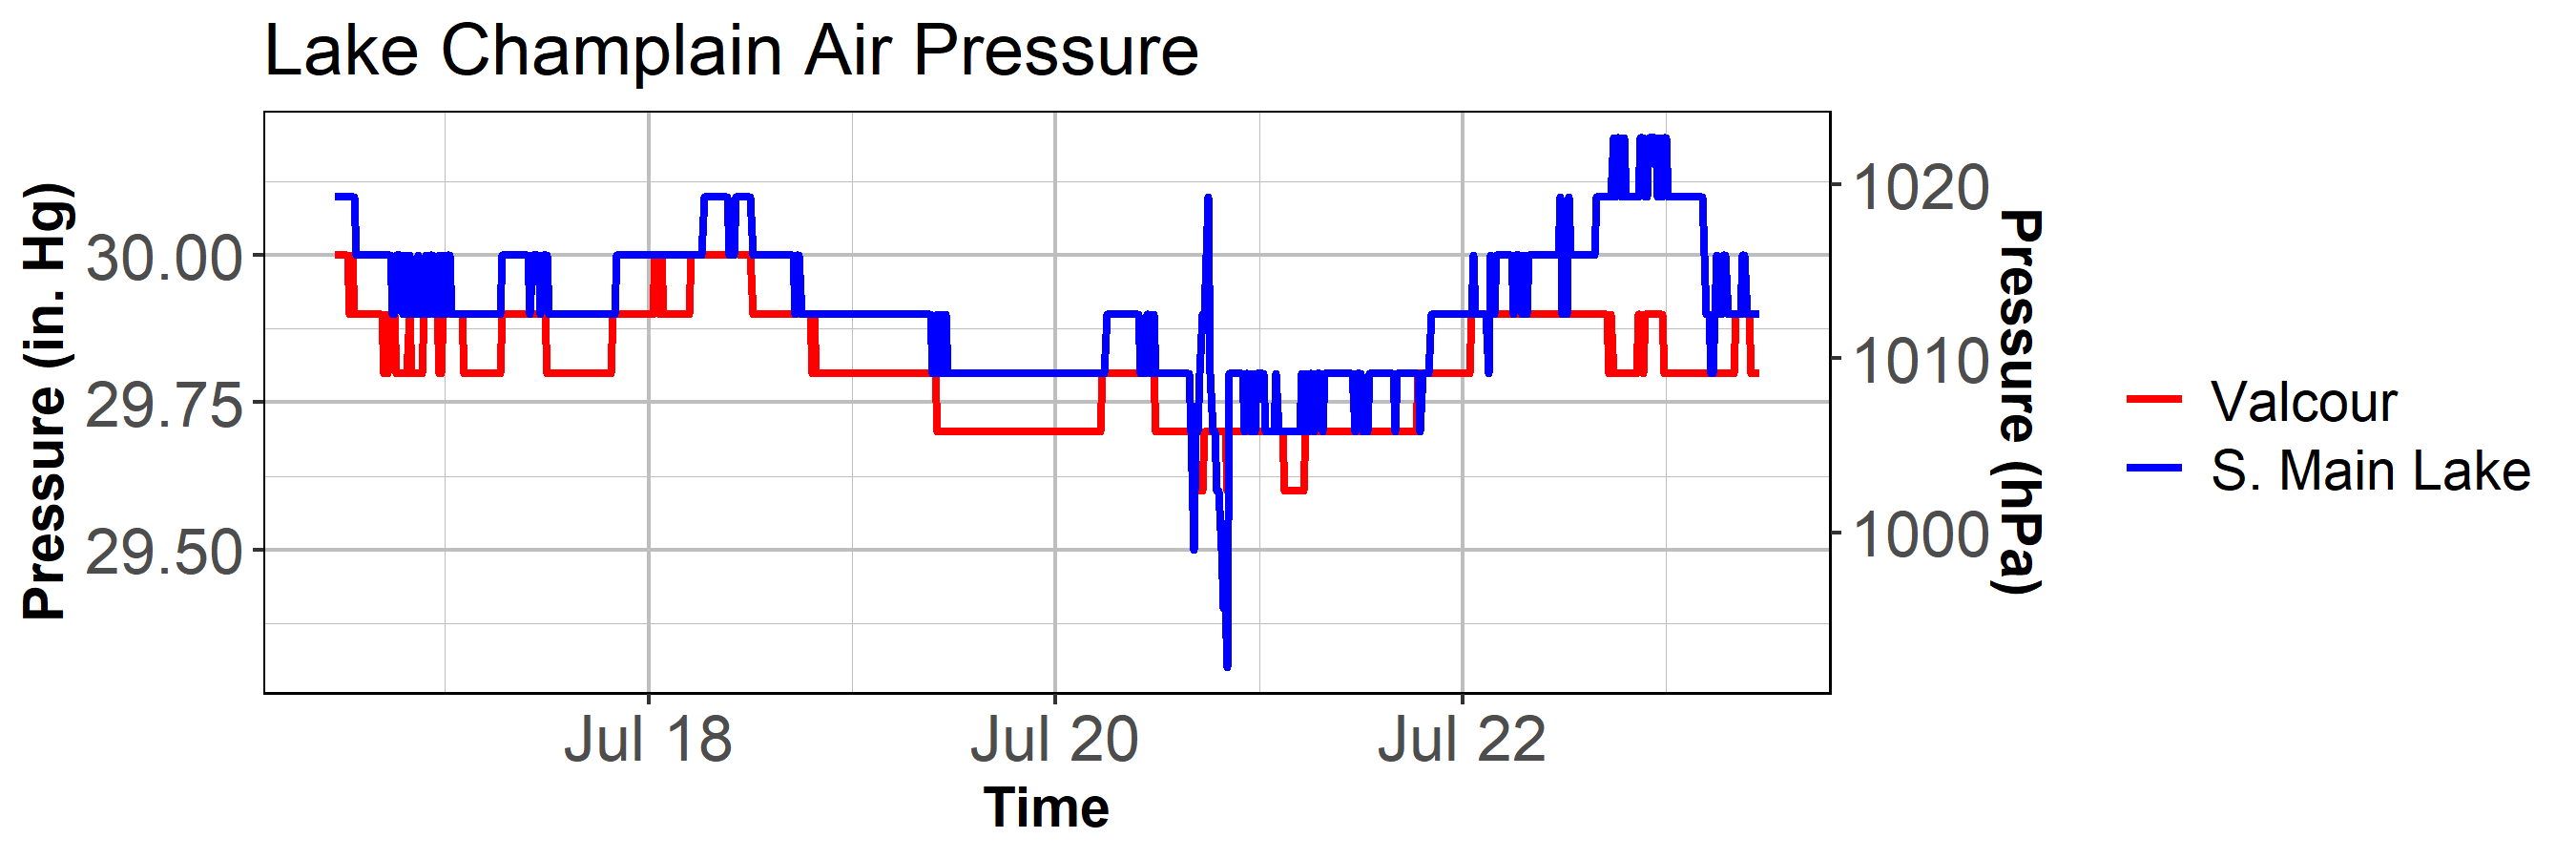 Lake Champlain Air Pressure
Pressure (in. Hg)
30.00
29.75
29.50
1020
1010
1000
Pressure (hPa)
Jul 18
Jul 20
Jul 22
Time
Valcour
S. Main Lake